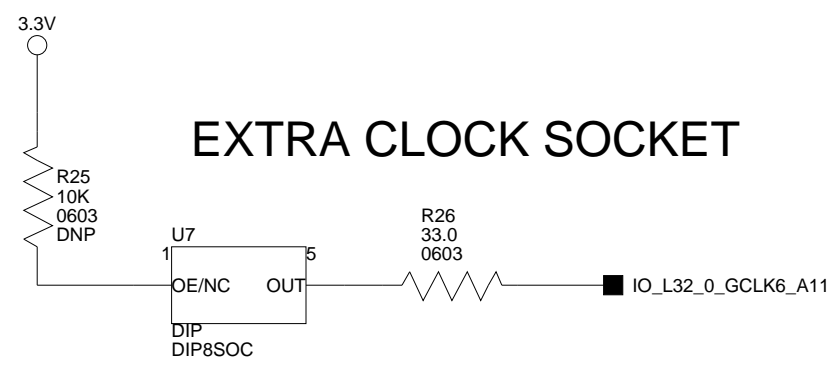 3.3V
EXTRA CLOCK SOCKET
R25
10K
0603
DNP
R26
33.0
0603
U7
1
5
OE/NC
OUT
IO_L32_0_GCLK6_A11
DIP
DIP8SOC